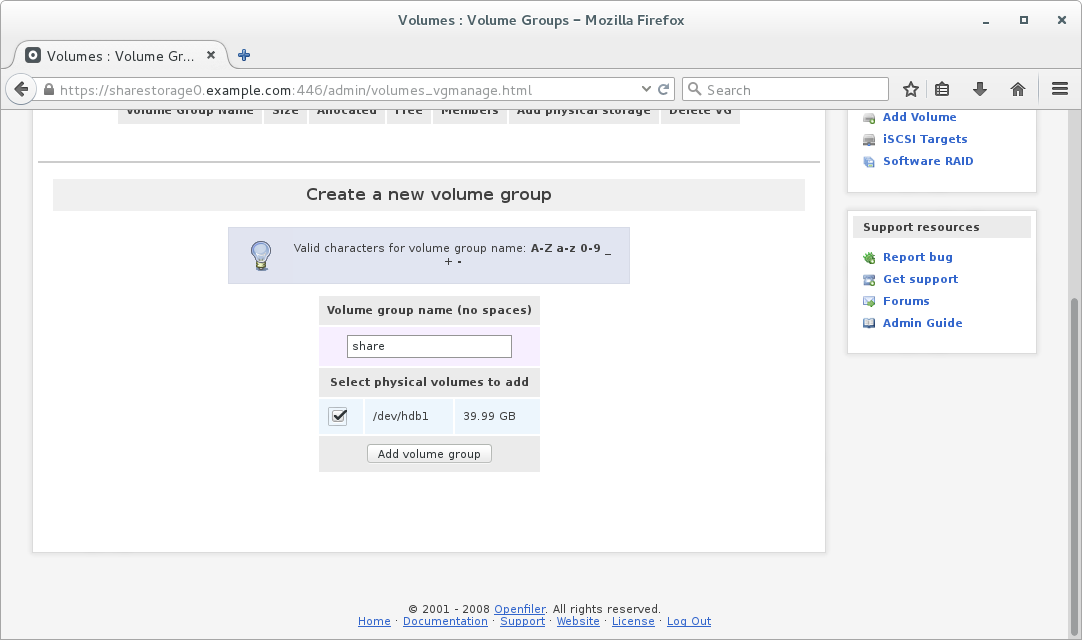 Volumes : Volume Groups – Mozilla Firefox
Volumes : Volume Gr...
https://sharestorage0.example.com:446/admin/volumes_vgmanage.html
Search
Volume Group Name Size Allocated Free Members Add physical storage Delete VG
Add Volume
iSCSI Targets
Software RAID
Create a new volume group
Valid characters for volume group name: A-Z a-z 0-9 _
+ -
Volume group name (no spaces)
share
Select physical volumes to add
/dev/hdb1 39.99 GB
Add volume group
Support resources
Report bug
Get support
Forums
Admin Guide
© 2001 - 2008 Openfiler. All rights reserved.
Home · Documentation · Support · Website · License · Log Out